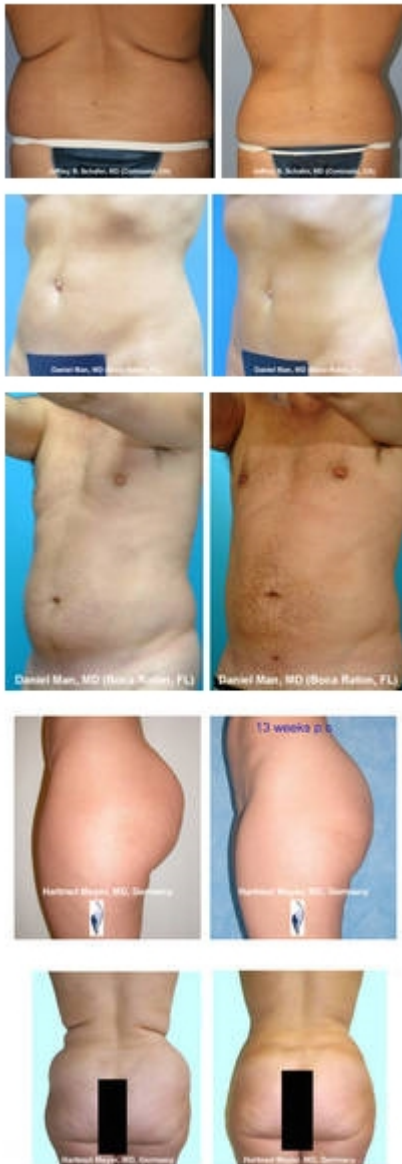 Jeffrey B. Schafer, MD (Coronado, CA)
Jeffrey B. Schafer, MD (Coronado, CA)
Daniel Man, MD (Boca Raton, FL)
Daniel Man, MD (Boca Raton, FL)
Daniel Man, MD (Boca Raton, FL)
Daniel Man, MD (Boca Raton, FL)
13 weeks p.o.
Hartmut Meyer, MD, Germany
Hartmut Meyer, MD, Germany
Hartmut Meyer, MD, Germany
Hartmut Meyer, MD, Germany